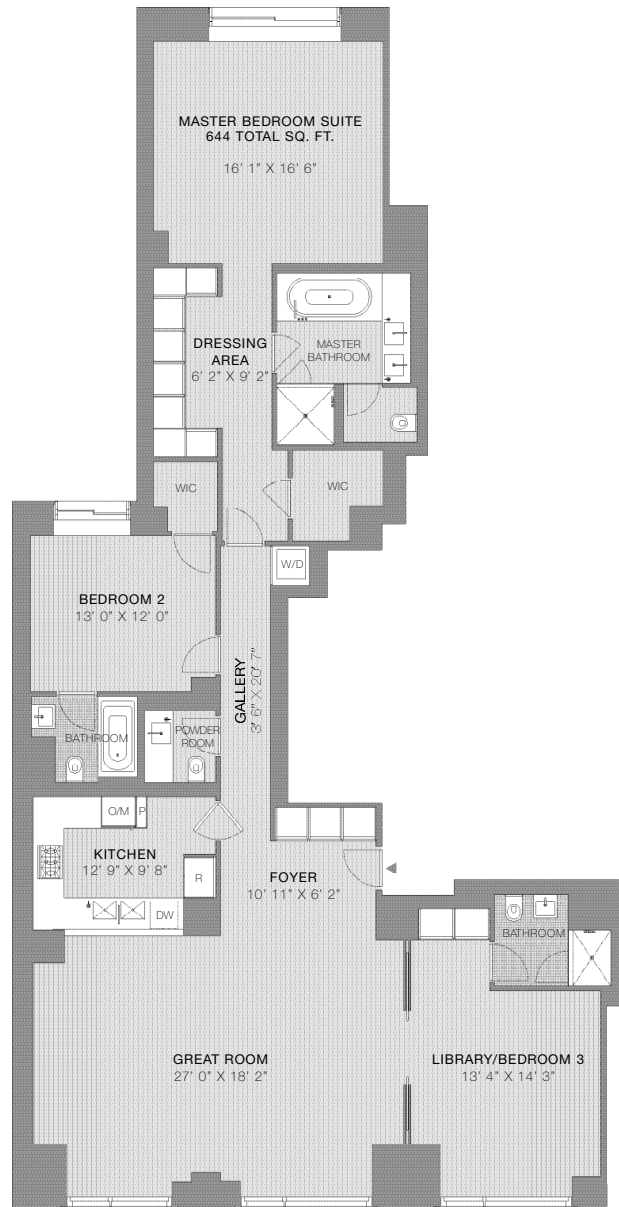 MASTER BEDROOM SUITE
644 TOTAL SQ. FT.
16' 1" X 16' 6"
DRESSING
AREA
6' 2" X 9' 2"
MASTER
BATHROOM
WIC
WIC
W/D
BEDROOM 2
13' 0" X 12' 0"
GALLERY
3' 6" X 20' 7"
BATHROOM
POWDER
ROOM
O/M
P
KITCHEN
12' 9" X 9' 8"
R
DW
FOYER
10' 11" X 6' 2"
BATHROOM
GREAT ROOM
27' 0" X 18' 2"
LIBRARY/BEDROOM 3
13' 4" X 14' 3"